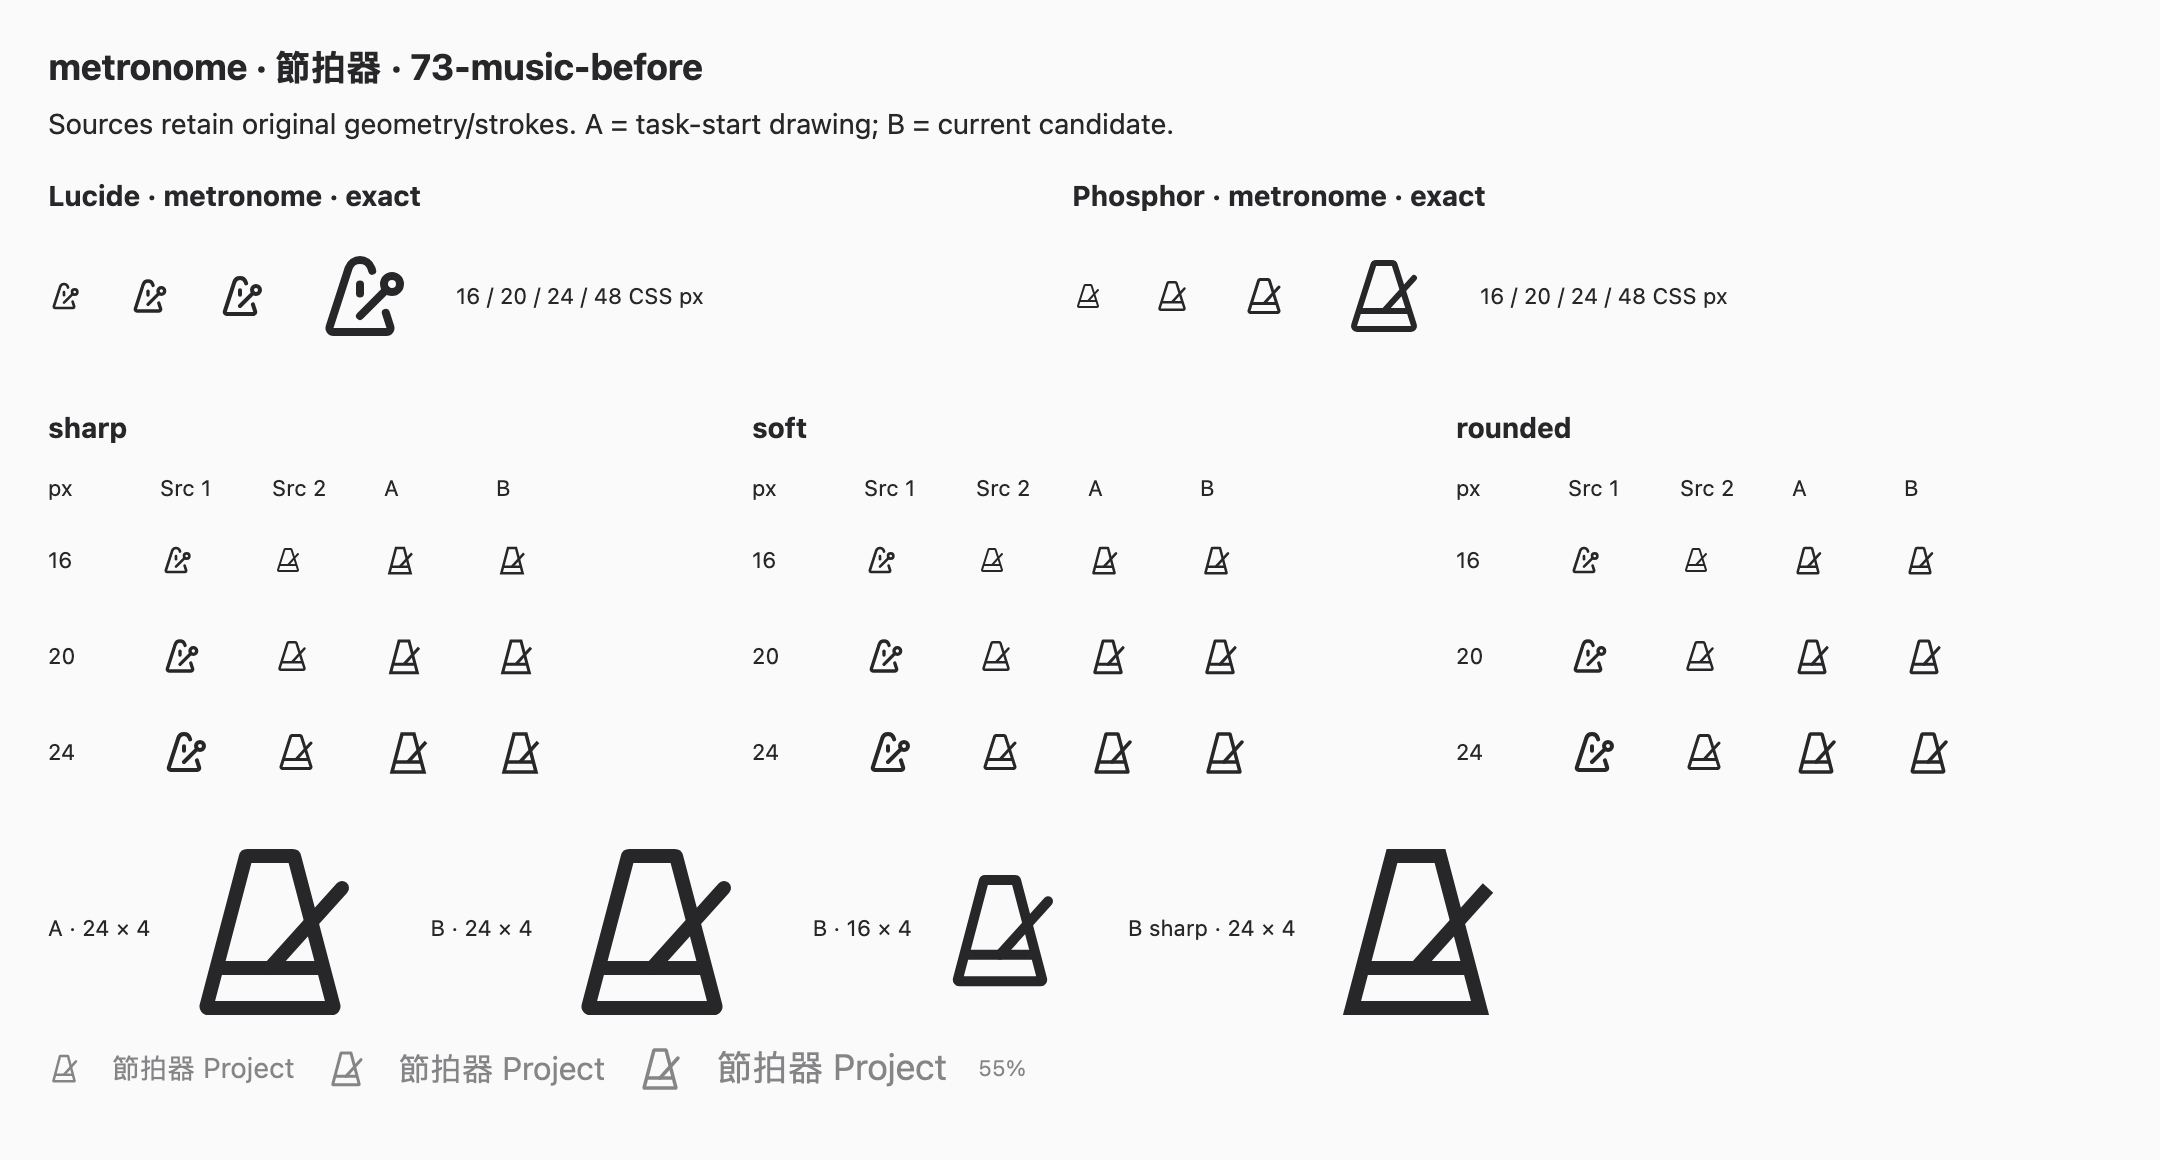 metronome · 節拍器 · 73-music-before
Sources retain original geometry/strokes. A = task-start drawing; B = current candidate.
Lucide · metronome · exact
16 / 20 / 24 / 48 CSS px
Phosphor · metronome · exact
16 / 20 / 24 / 48 CSS px
sharp
px Src 1 Src 2 A B
16
20
24
soft
px Src 1 Src 2 A B
16
20
24
rounded
px Src 1 Src 2 A B
16
20
24
A · 24 × 4
B · 24 × 4
B · 16 × 4
B sharp · 24 × 4
節拍器 Project 節拍器 Project 節拍器 Project 55%